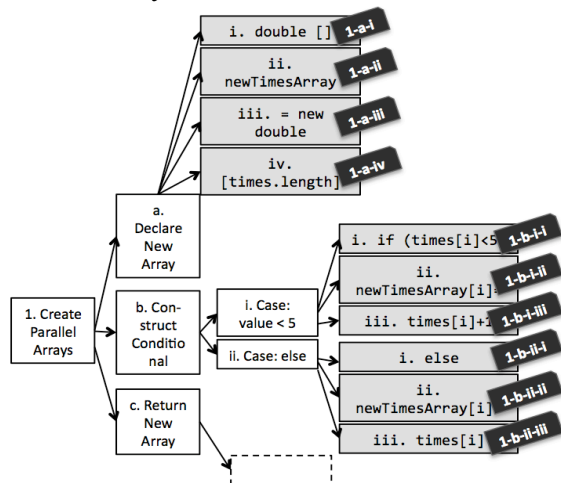 i. double []
1-a-i
ii.
newTimesArray
1-a-ii
iii. = new
double
1-a-iii
iv.
[times.length]
1-a-iv
a.
Declare
New
Array
1. Create
Parallel
Arrays
b. Con-
struct
Conditio
nal
i. Case:
value < 5
ii. Case: else
c. Return
New
Array
i. if (times[i]<5
1-b-i-i
ii.
newTimesArray[i]=
1-b-i-ii
iii. times[i]+1
1-b-i-iii
i. else
1-b-ii-i
ii.
newTimesArray[i]
1-b-ii-ii
iii. times[i]
1-b-ii-iii